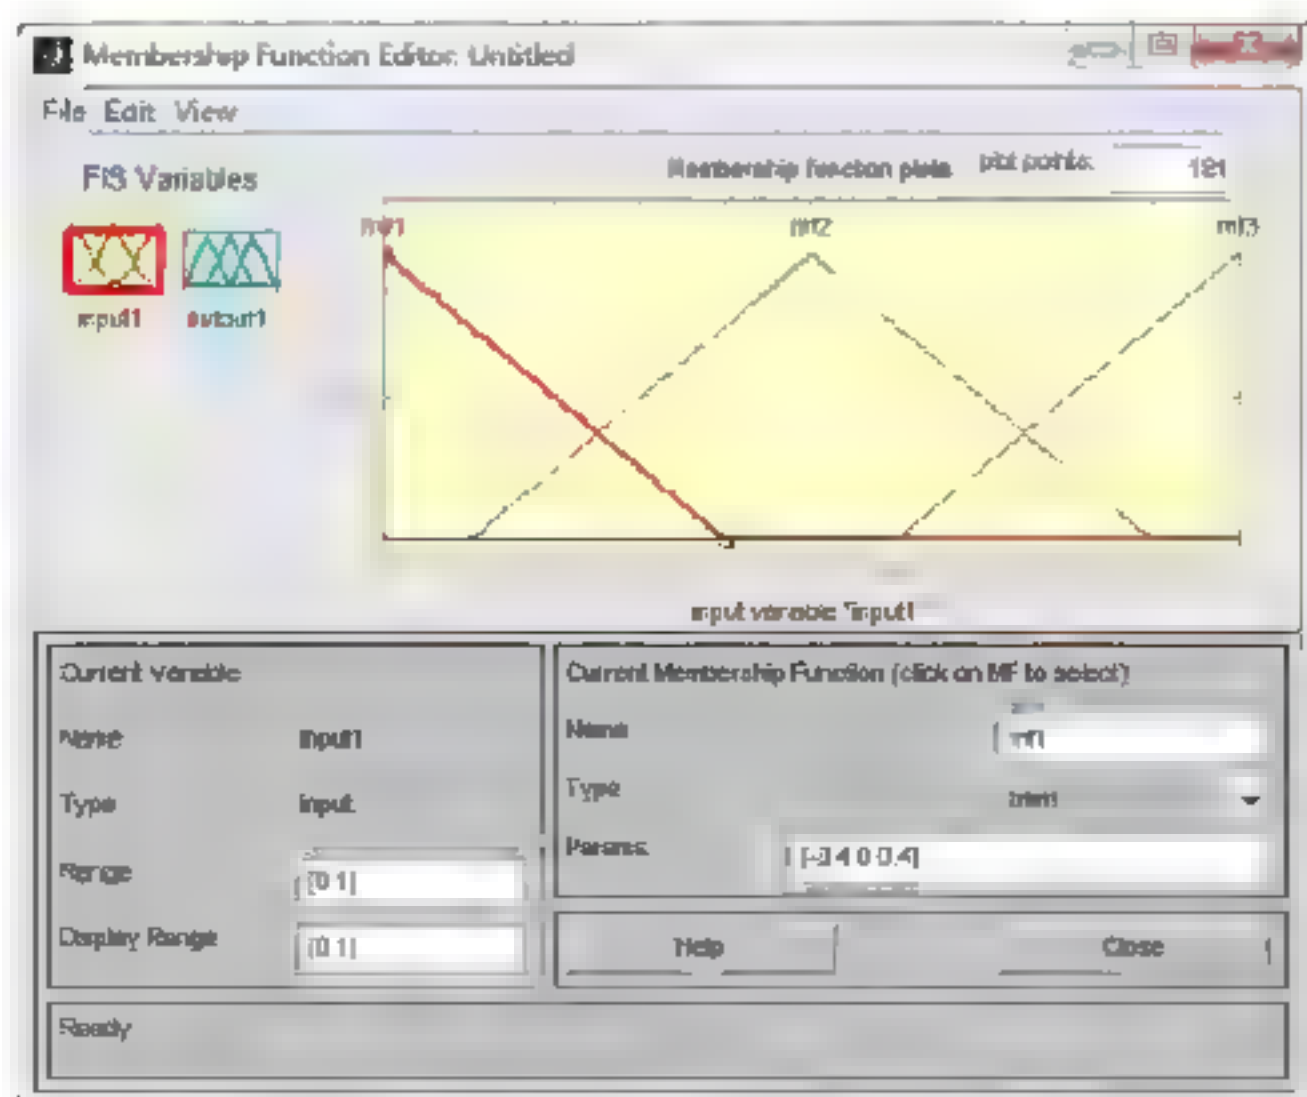 Membership Function Editor: Untitled
File Edit View
FIS Variables
Membership function plots plot points: 181
mf1 mf2 mf3
input1 output1
input variable "input1"
Current Variable
Name input1
Type input
Range [0 1]
Display Range [0 1]
Current Membership Function (click on MF to select)
Name mf1
Type trimf
Params [-0.4 0 0.4]
Help Close
Ready